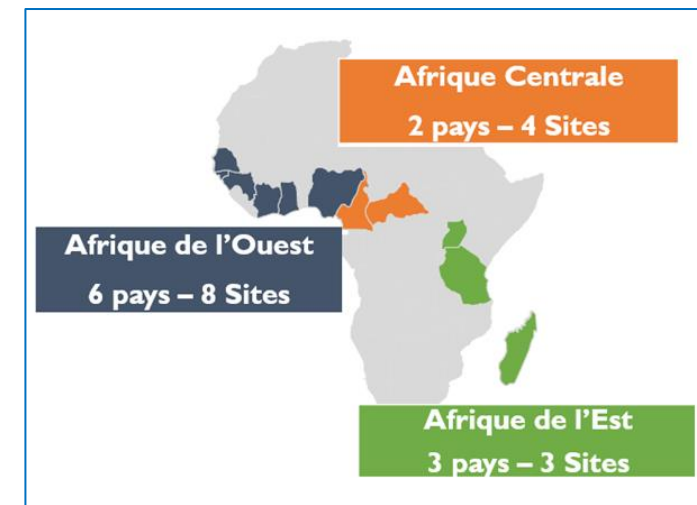 Afrique Centrale
2 pays – 4 Sites
Afrique de l’Ouest
6 pays – 8 Sites
Afrique de l’Est
3 pays – 3 Sites